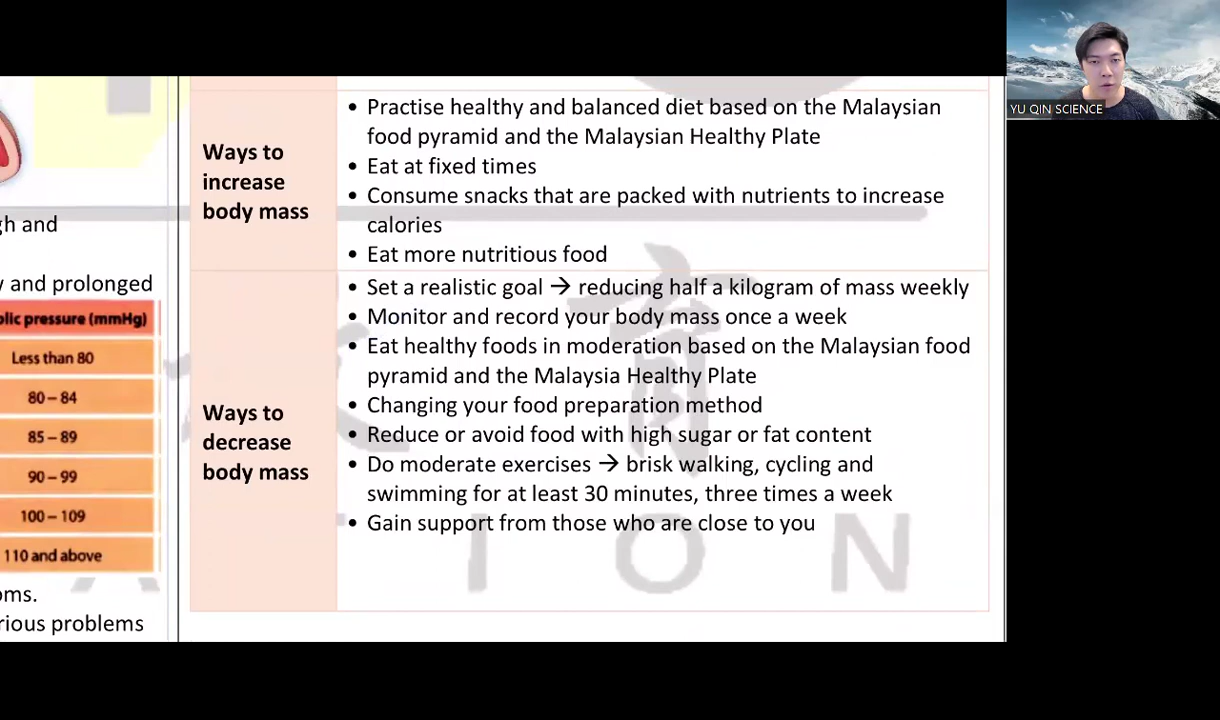 gh and
y and prolonged
olic pressure (mmHg)
Less than 80
80 – 84
85 – 89
90 – 99
100 – 109
110 and above
oms.
rious problems
Ways to
increase
body mass
• Practise healthy and balanced diet based on the Malaysian
food pyramid and the Malaysian Healthy Plate
• Eat at fixed times
• Consume snacks that are packed with nutrients to increase
calories
• Eat more nutritious food
Ways to
decrease
body mass
• Set a realistic goal → reducing half a kilogram of mass weekly
• Monitor and record your body mass once a week
• Eat healthy foods in moderation based on the Malaysian food
pyramid and the Malaysia Healthy Plate
• Changing your food preparation method
• Reduce or avoid food with high sugar or fat content
• Do moderate exercises → brisk walking, cycling and
swimming for at least 30 minutes, three times a week
• Gain support from those who are close to you
育
T I O N
YU QIN SCIENCE